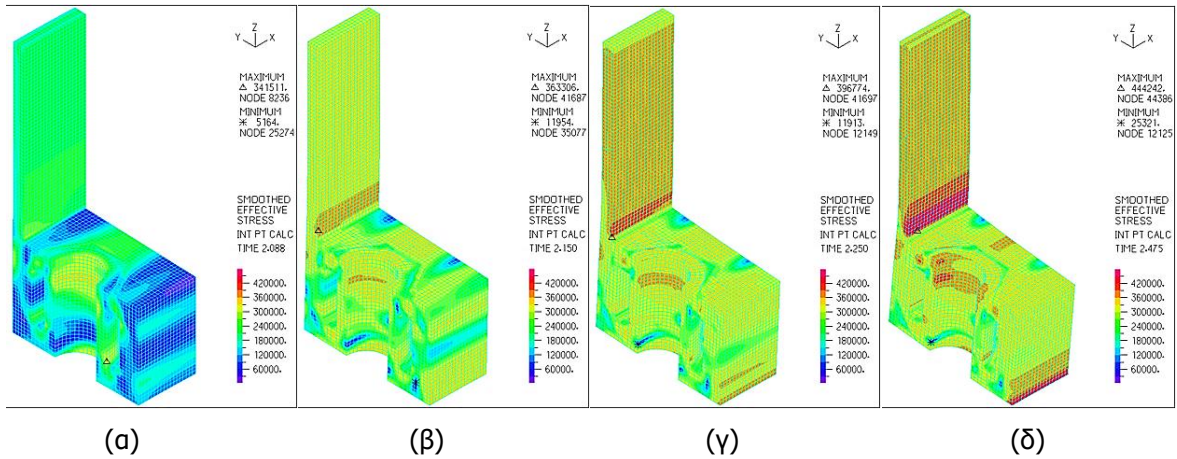 Z
Y X
MAXIMUM
△ 341511.
NODE 8236
MINIMUM
✳ 5164.
NODE 25274
SMOOTHED
EFFECTIVE
STRESS
INT PT CALC
TIME 2.088
420000.
360000.
300000.
240000.
180000.
120000.
60000.
(α)
Z
Y X
MAXIMUM
△ 363306.
NODE 41687
MINIMUM
✳ 11954.
NODE 35077
SMOOTHED
EFFECTIVE
STRESS
INT PT CALC
TIME 2.150
420000.
360000.
300000.
240000.
180000.
120000.
60000.
(β)
Z
Y X
MAXIMUM
△ 396774.
NODE 41697
MINIMUM
✳ 11913.
NODE 12149
SMOOTHED
EFFECTIVE
STRESS
INT PT CALC
TIME 2.250
420000.
360000.
300000.
240000.
180000.
120000.
60000.
(γ)
Z
Y X
MAXIMUM
△ 444242.
NODE 44386
MINIMUM
✳ 25321.
NODE 12125
SMOOTHED
EFFECTIVE
STRESS
INT PT CALC
TIME 2.475
420000.
360000.
300000.
240000.
180000.
120000.
60000.
(δ)